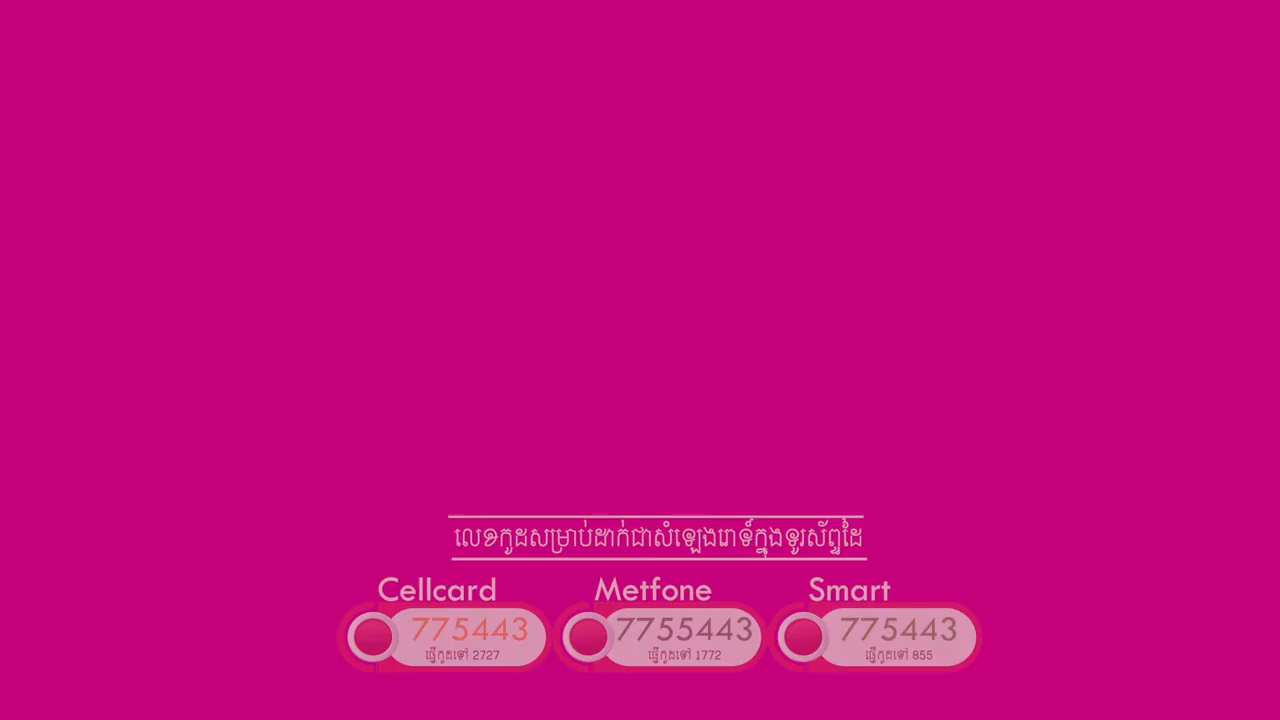 លេខកូដសម្រាប់ដាក់ជាសំឡេងរោទ៍ក្នុងទូរស័ព្ទដៃ
Cellcard Metfone Smart
775443 7755443 775443
ផ្ញើកូដទៅ 2727 ផ្ញើកូដទៅ 1772 ផ្ញើកូដទៅ 855